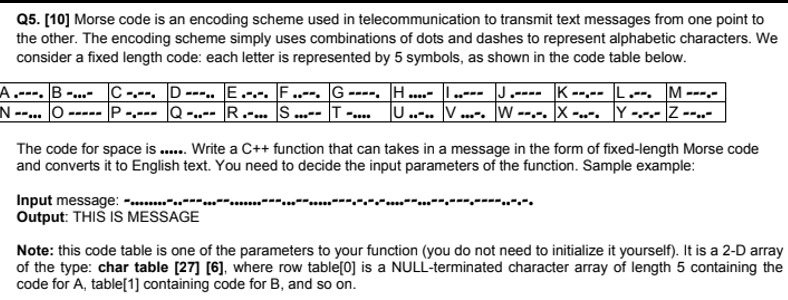 Q5. [10] Morse code is an encoding scheme used in telecommunication to transmit text messages from one point to
the other. The encoding scheme simply uses combinations of dots and dashes to represent alphabetic characters. We
consider a fixed length code: each letter is represented by 5 symbols, as shown in the code table below.
A .---. B -...- C -.--. D ---.. E .-.-. F ..--. G ----. H ....- I ..--- J .---- K --.-- L .--. M ---.-
N --... O ----- P -.--- Q -..-- R .-... S ...-- T -.... U ..-.. V ...-. W --.-. X -..-. Y -.-.- Z --..-
The code for space is ..... Write a C++ function that can takes in a message in the form of fixed-length Morse code
and converts it to English text. You need to decide the input parameters of the function. Sample example:
Input message: -........-..---...--.......---...--.....---.-.-.-....--...--.---.----..-.-.
Output: THIS IS MESSAGE
Note: this code table is one of the parameters to your function (you do not need to initialize it yourself). It is a 2-D array
of the type: char table [27] [6], where row table[0] is a NULL-terminated character array of length 5 containing the
code for A, table[1] containing code for B, and so on.